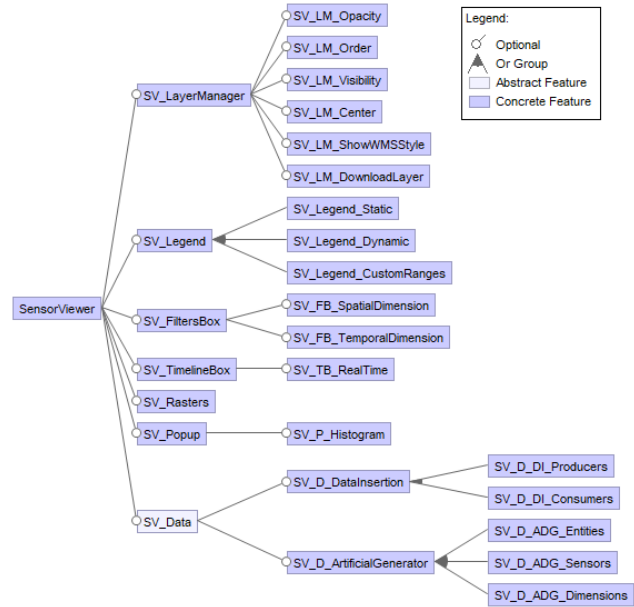 SV_LM_Opacity
Legend:
Optional
SV_LM_Order
Or Group
SV_LM_Visibility
Abstract Feature
SV_LayerManager
Concrete Feature
SV_LM_Center
SV_LM_ShowWMSStyle
SV_LM_DownloadLayer
SV_Legend_Static
SV_Legend
SV_Legend_Dynamic
SV_Legend_CustomRanges
SensorViewer
SV_FB_SpatialDimension
SV_FiltersBox
SV_FB_TemporalDimension
SV_TimelineBox
SV_TB_RealTime
SV_Rasters
SV_Popup
SV_P_Histogram
SV_D_DI_Producers
SV_D_DataInsertion
SV_D_DI_Consumers
SV_Data
SV_D_ADG_Entities
SV_D_ArtificialGenerator
SV_D_ADG_Sensors
SV_D_ADG_Dimensions